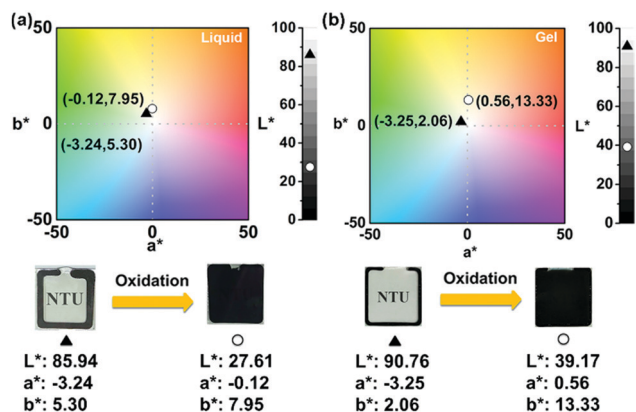 (a)
Liquid
50
0
-50
b*
-50
0
50
a*
(-0.12,7.95)
(-3.24,5.30)
100
80
60
40
20
0
L*
Oxidation
NTU
L*: 85.94
a*: -3.24
b*: 5.30
L*: 27.61
a*: -0.12
b*: 7.95
(b)
Gel
50
0
-50
b*
-50
0
50
a*
(0.56,13.33)
(-3.25,2.06)
100
80
60
40
20
0
L*
Oxidation
NTU
L*: 90.76
a*: -3.25
b*: 2.06
L*: 39.17
a*: 0.56
b*: 13.33